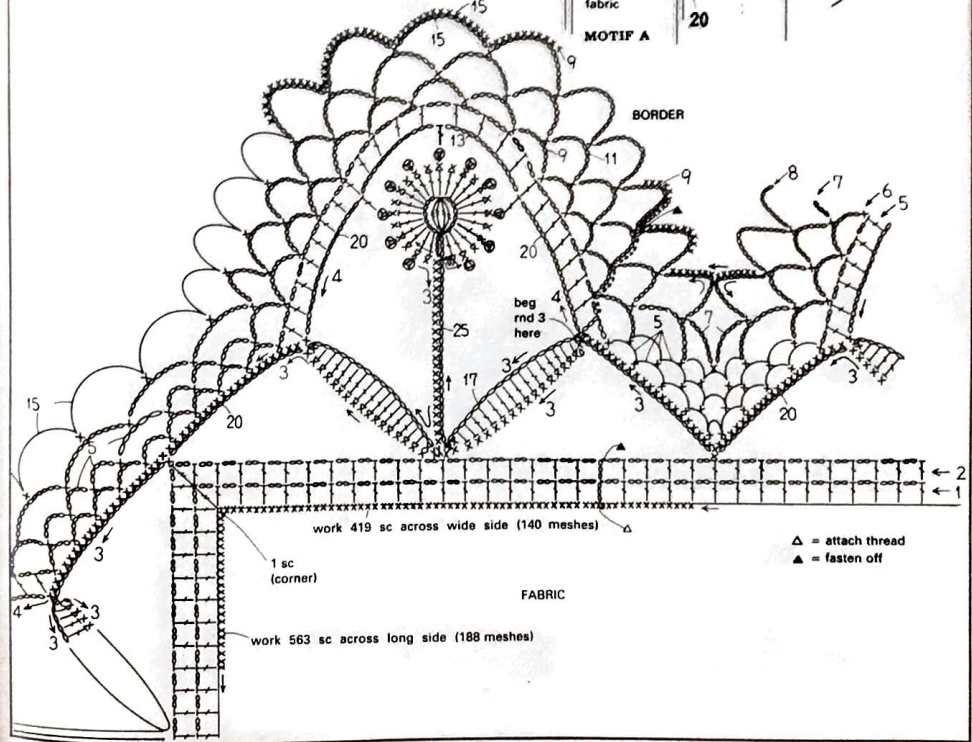 fabric
MOTIF A
20
15
15
9
BORDER
13
9
11
9
8
7
6
5
20
20
4
3
25
4
beg
rnd 3
here
5
7
3
3
17
3
3
3
20
15
20
5
2
1
work 419 sc across wide side (140 meshes)
△ = attach thread
▲ = fasten off
1 sc
(corner)
FABRIC
3
4
3
3
work 563 sc across long side (188 meshes)